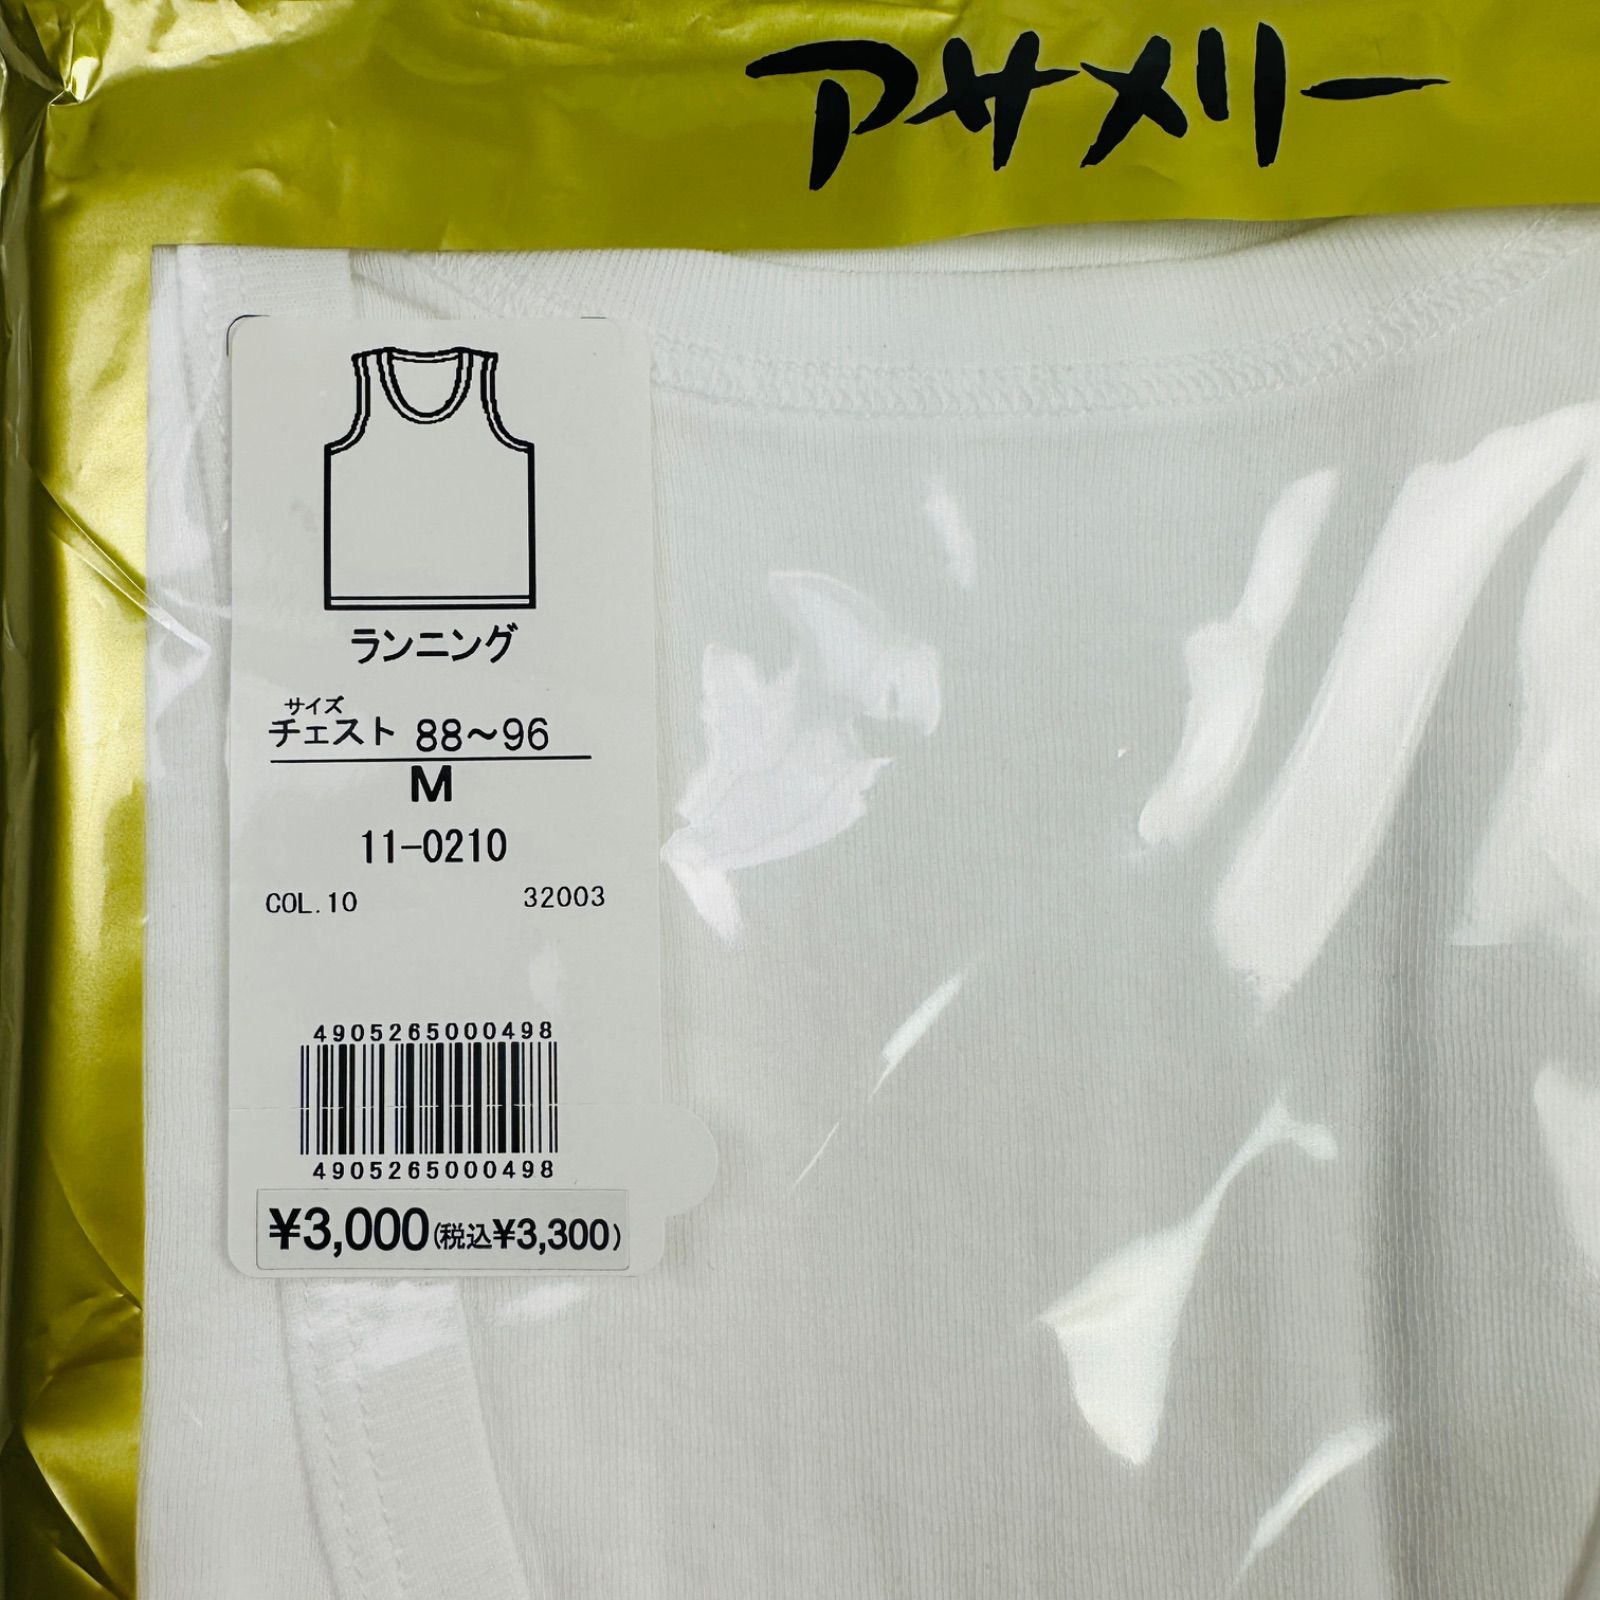 アサメリー
ランニング
サイズ
チェスト 88～96
M
11-0210
COL.10 32003
4905265000498
4905265000498
¥3,000(税込¥3,300)